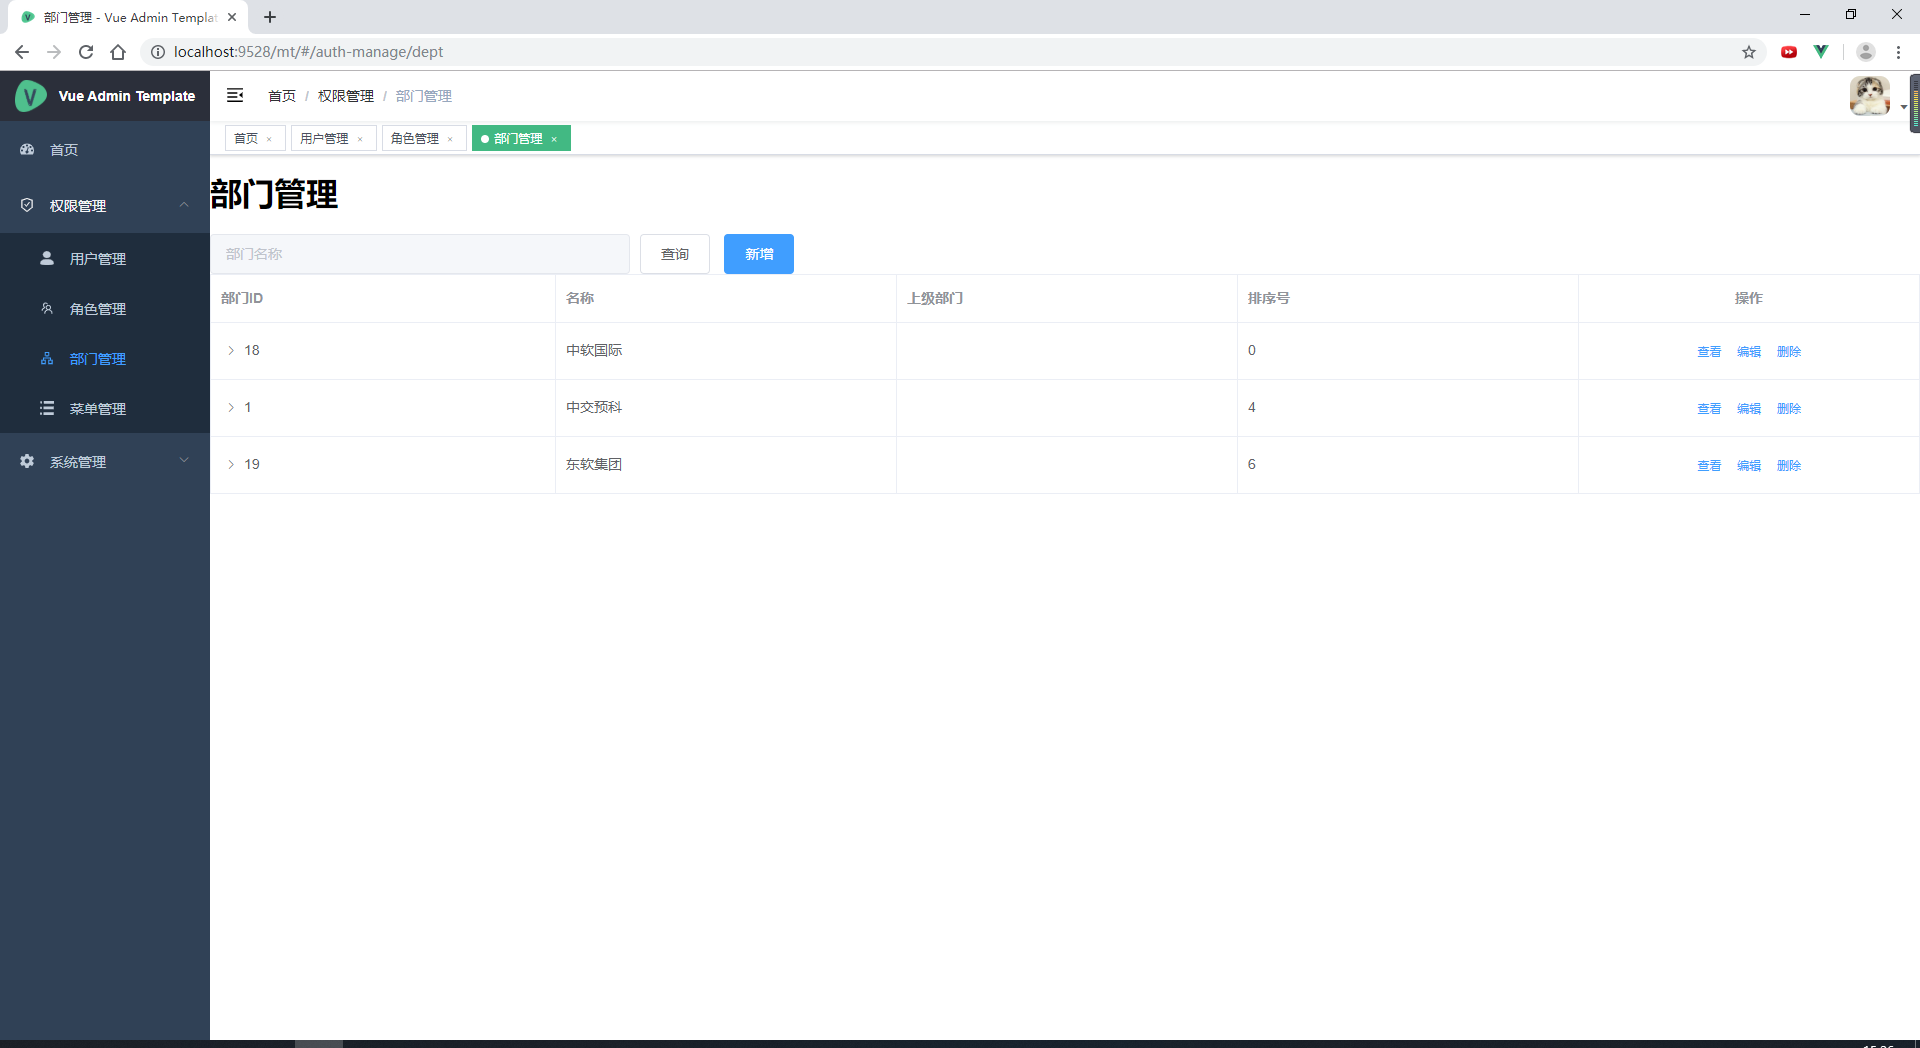 部门管理 - Vue Admin Templat
localhost:9528/mt/#/auth-manage/dept
Vue Admin Template
首页 / 权限管理 / 部门管理
首页 × 用户管理 × 角色管理 × 部门管理 ×
首页
权限管理
用户管理
角色管理
部门管理
菜单管理
系统管理
部门管理
部门名称 查询 新增
部门ID 名称 上级部门 排序号 操作
18 中软国际 0 查看 编辑 删除
1 中交预科 4 查看 编辑 删除
19 东软集团 6 查看 编辑 删除